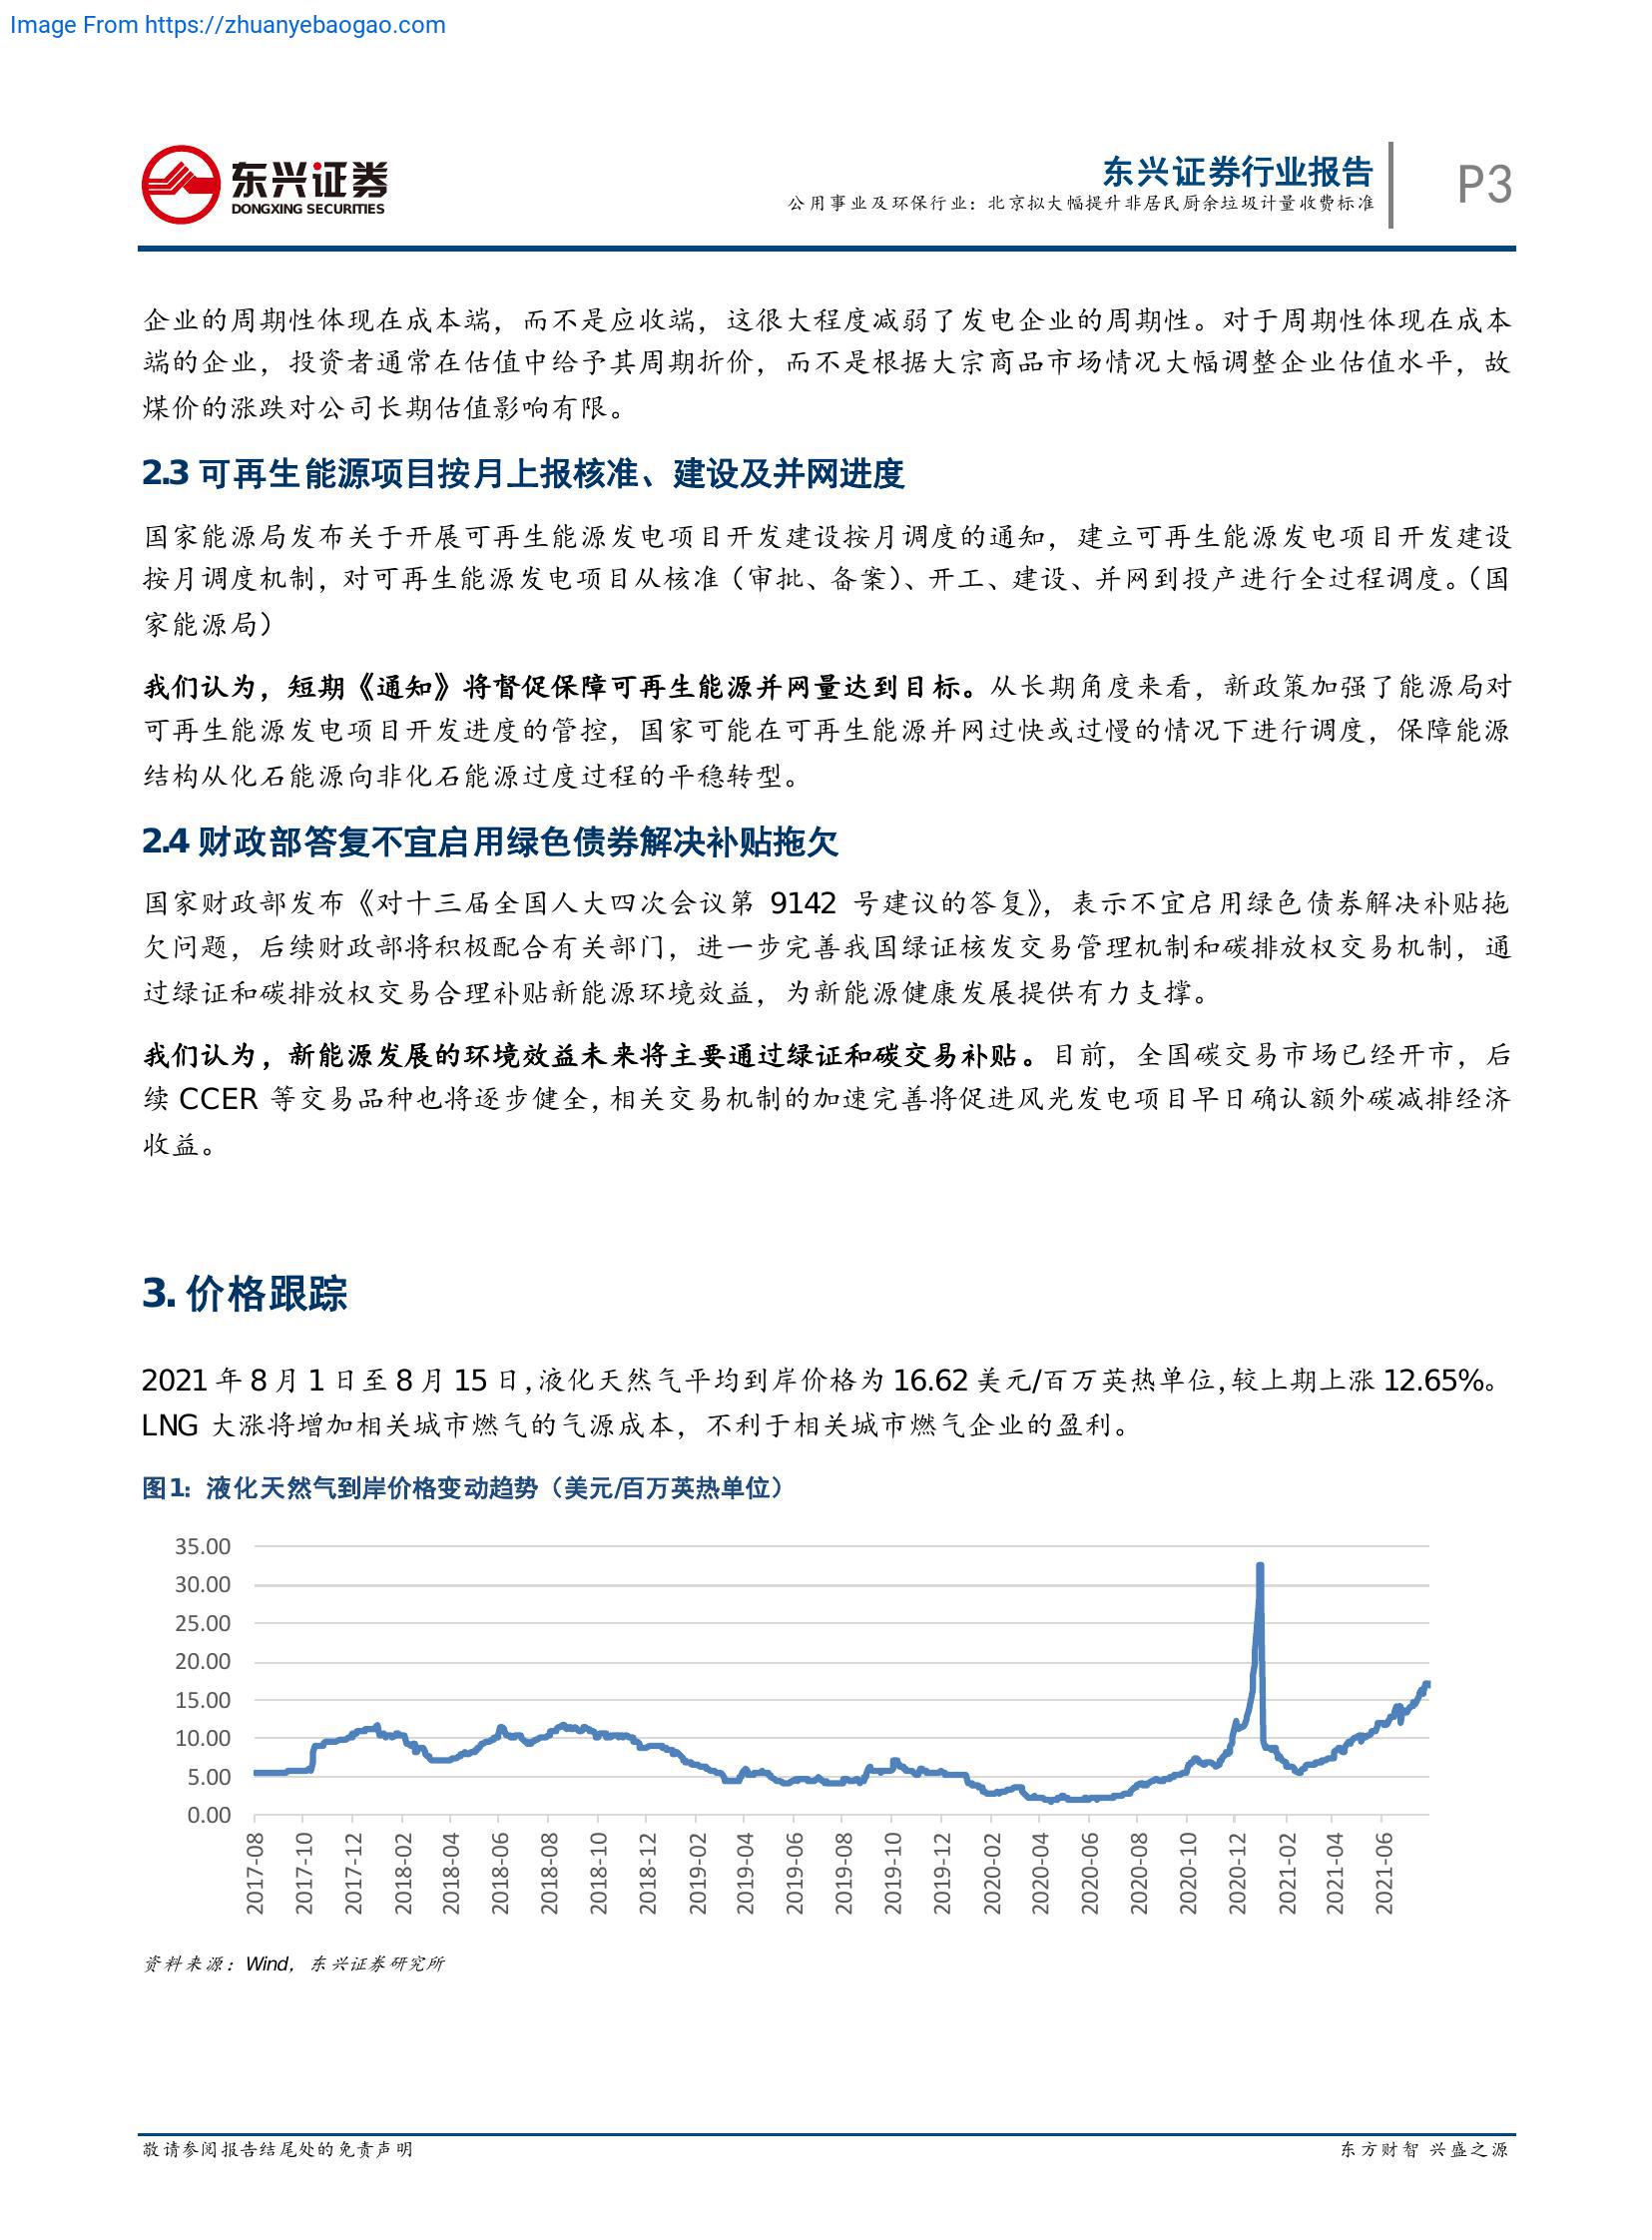 Image From https://zhuanyebaogao.com
东兴证券
DONGXING SECURITIES
东兴证券行业报告
公用事业及环保行业：北京拟大幅提升非居民厨余垃圾计量收费标准
P3
企业的周期性体现在成本端，而不是应收端，这很大程度减弱了发电企业的周期性。对于周期性体现在成本
端的企业，投资者通常在估值中给予其周期折价，而不是根据大宗商品市场情况大幅调整企业估值水平，故
煤价的涨跌对公司长期估值影响有限。
2.3 可再生能源项目按月上报核准、建设及并网进度
国家能源局发布关于开展可再生能源发电项目开发建设按月调度的通知，建立可再生能源发电项目开发建设
按月调度机制，对可再生能源发电项目从核准（审批、备案）、开工、建设、并网到投产进行全过程调度。（国
家能源局）
我们认为，短期《通知》将督促保障可再生能源并网量达到目标。从长期角度来看，新政策加强了能源局对
可再生能源发电项目开发进度的管控，国家可能在可再生能源并网过快或过慢的情况下进行调度，保障能源
结构从化石能源向非化石能源过度过程的平稳转型。
2.4 财政部答复不宜启用绿色债券解决补贴拖欠
国家财政部发布《对十三届全国人大四次会议第 9142 号建议的答复》，表示不宜启用绿色债券解决补贴拖
欠问题，后续财政部将积极配合有关部门，进一步完善我国绿证核发交易管理机制和碳排放权交易机制，通
过绿证和碳排放权交易合理补贴新能源环境效益，为新能源健康发展提供有力支撑。
我们认为，新能源发展的环境效益未来将主要通过绿证和碳交易补贴。目前，全国碳交易市场已经开市，后
续 CCER 等交易品种也将逐步健全，相关交易机制的加速完善将促进风光发电项目早日确认额外碳减排经济
收益。
3. 价格跟踪
2021 年 8 月 1 日至 8 月 15 日，液化天然气平均到岸价格为 16.62 美元/百万英热单位，较上期上涨 12.65%。
LNG 大涨将增加相关城市燃气的气源成本，不利于相关城市燃气企业的盈利。
图1：液化天然气到岸价格变动趋势（美元/百万英热单位）
35.00
30.00
25.00
20.00
15.00
10.00
5.00
0.00
2017-08
2017-10
2017-12
2018-02
2018-04
2018-06
2018-08
2018-10
2018-12
2019-02
2019-04
2019-06
2019-08
2019-10
2019-12
2020-02
2020-04
2020-06
2020-08
2020-10
2020-12
2021-02
2021-04
2021-06
资料来源：Wind，东兴证券研究所
敬请参阅报告结尾处的免责声明
东方财智 兴盛之源